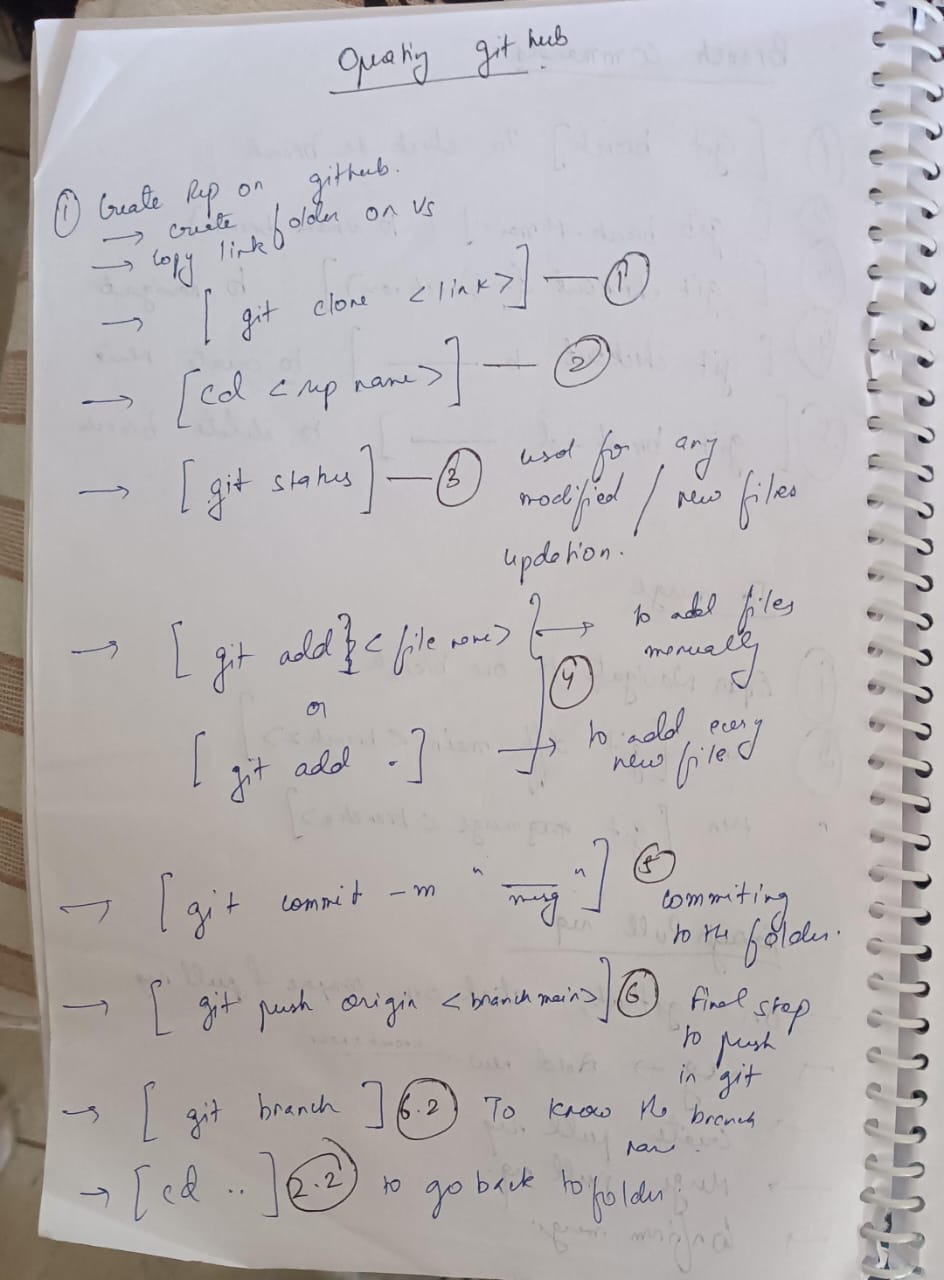 Operating git hub
① Create Rep on github.
→ create folder on VS
→ copy link
→ [ git clone <link>] — ①
→ [cd <rep name>] — ②
→ [git status] — ③ used for any
modified / new files
updation.
→ [ git add} <file name> → to add files
manually
or ④
[ git add .] → to add every
new file
→ [ git commit -m " msg "] ⑤ commiting
to the folder.
→ [ git push origin <branch main>] ⑥ final step
to push
in git
→ [ git branch ] 6.2 To know the branch
name
→ [cd ..] 2.2 to go back to folder.